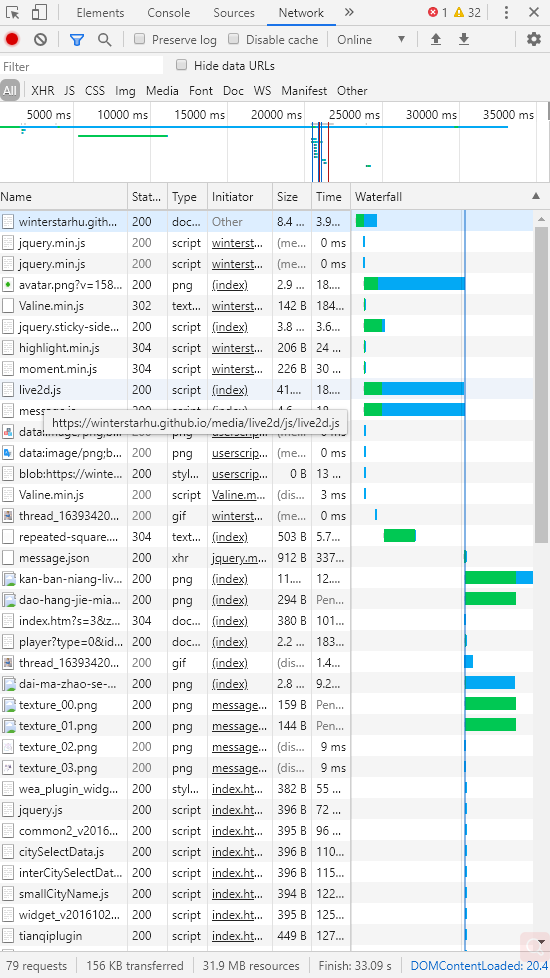 Elements Console Sources Network » 1 32
Preserve log Disable cache Online
Filter Hide data URLs
All XHR JS CSS Img Media Font Doc WS Manifest Other
5000 ms 10000 ms 15000 ms 20000 ms 25000 ms 30000 ms 35000 ms
Name Stat... Type Initiator Size Time Waterfall
winterstarhu.gith... 200 doc... Other 8.4 ... 3.9...
jquery.min.js 200 script winterst... (me... 0 ms
jquery.min.js 200 script winterst... (me... 0 ms
avatar.png?v=158... 200 png (index) 2.9 ... 18....
Valine.min.js 302 text... winterst... 142 B 184...
jquery.sticky-side... 200 script (index) 3.8 ... 3.6...
highlight.min.js 304 script winterst... 206 B 24 ...
moment.min.js 304 script winterst... 226 B 30 ...
live2d.js 200 script (index) 41.... 18....
message.js 200 script (index) 4.6 ... 18....
https://winterstarhu.github.io/media/live2d/js/live2d.js
data:image/png;b... 200 png userscrip... (me... 0 ms
data:image/png;b... 200 png userscrip... (me... 0 ms
blob:https://winte... 200 styl... userscrip... 0 B 13 ...
Valine.min.js 200 script Valine.m... (dis... 3 ms
thread_16393420... 200 gif winterst... (me... 0 ms
repeated-square.... 304 text... (index) 503 B 5.7...
message.json 200 xhr jquery.m... 912 B 337...
kan-ban-niang-liv... 200 png (index) 11.... 12....
dao-hang-jie-mia... 200 png (index) 294 B Pen...
index.htm?s=3&z... 304 doc... (index) 380 B 101...
player?type=0&id... 200 doc... (index) 2.2 ... 183...
thread_16393420... 200 gif (index) (dis... 1.4...
dai-ma-zhao-se-... 200 png (index) 2.8 ... 9.2...
texture_00.png 200 png message... 159 B Pen...
texture_01.png 200 png message... 144 B Pen...
texture_02.png 200 png message... (dis... 9 ms
texture_03.png 200 png message... (dis... 9 ms
wea_plugin_widg... 200 styl... index.ht... 382 B 55 ...
jquery.js 200 script index.ht... 396 B 72 ...
common2_v2016... 200 script index.ht... 395 B 96 ...
citySelectData.js 200 script index.ht... 396 B 110...
interCitySelectDat... 200 script index.ht... 396 B 115...
smallCityName.js 200 script index.ht... 394 B 122...
widget_v2016102... 200 script index.ht... 395 B 125...
tianqiplugin 200 script index.ht... 449 B 127...
79 requests 156 KB transferred 31.9 MB resources Finish: 33.09 s DOMContentLoaded: 20.4